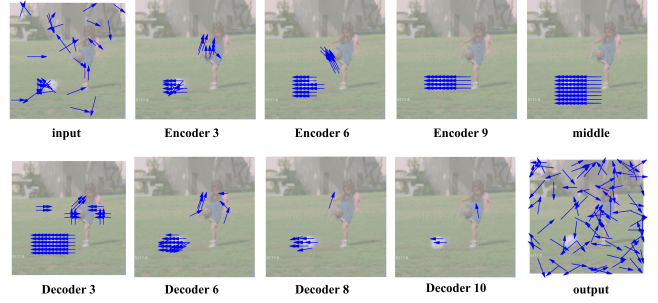 input
Encoder 3
Encoder 6
Encoder 9
middle
Decoder 3
Decoder 6
Decoder 8
Decoder 10
output